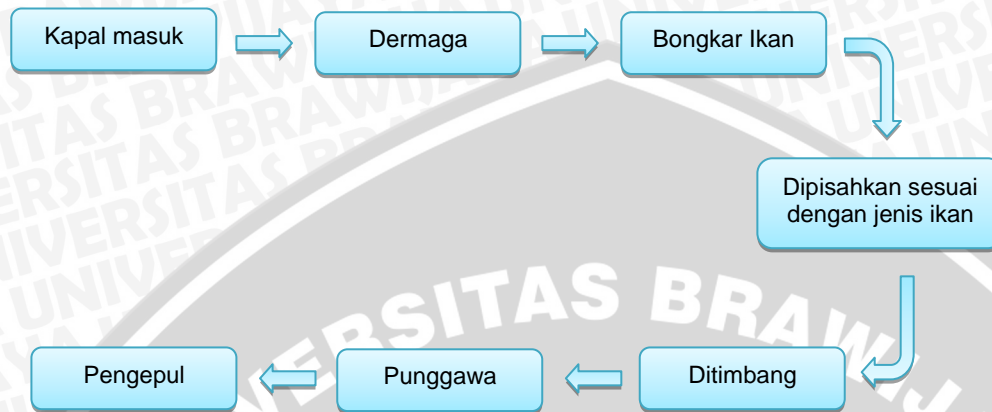 Kapal masuk
Dermaga
Bongkar Ikan
Dipisahkan sesuai
dengan jenis ikan
Ditimbang
Punggawa
Pengepul